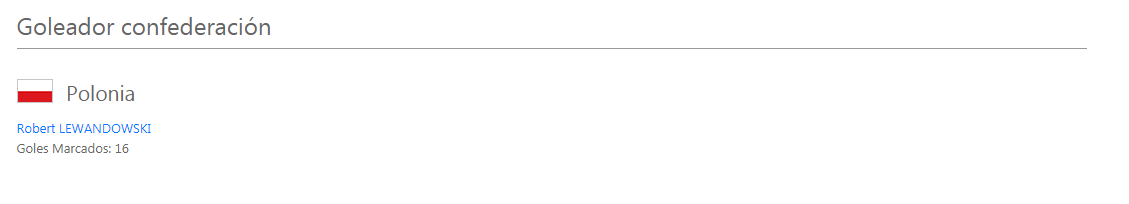 Goleador confederación
Polonia
Robert LEWANDOWSKI
Goles Marcados: 16